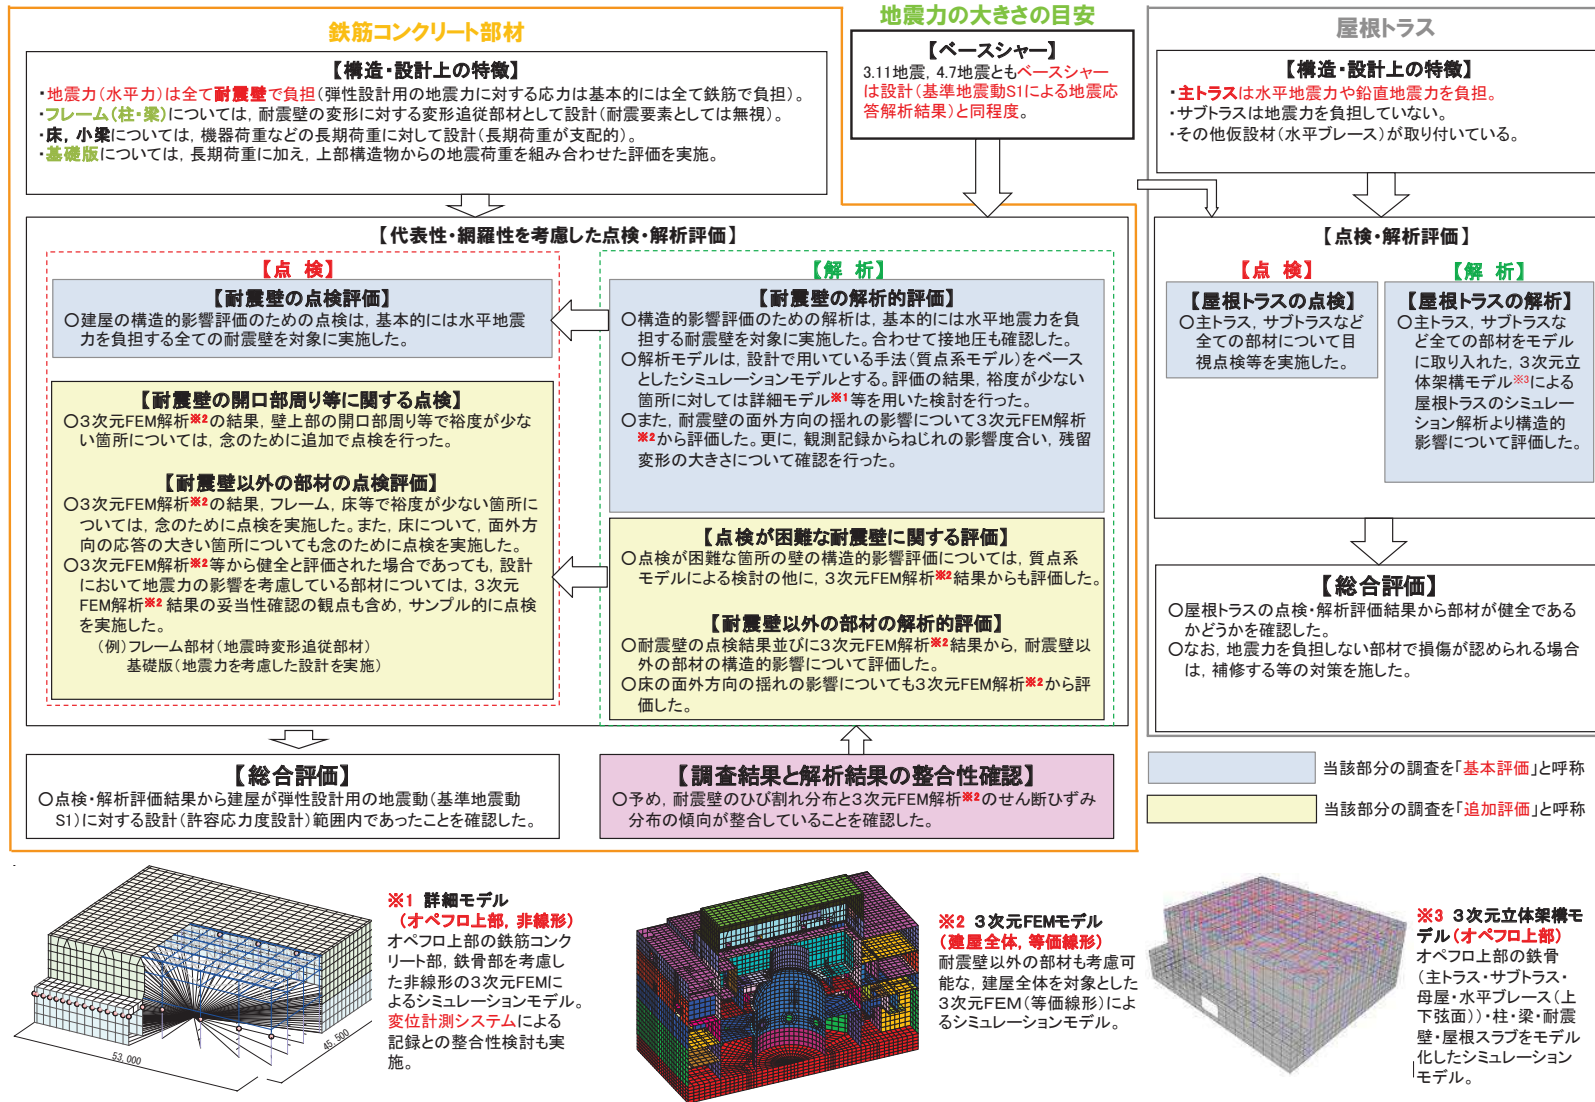 鉄筋コンクリート部材
【構造・設計上の特徴】
・地震力（水平力）は全て耐震壁で負担（弾性設計用の地震力に対する応力は基本的には全て鉄筋で負担）。
・フレーム（柱・梁）については，耐震壁の変形に対する変形追従部材として設計（耐震要素としては無視）。
・床，小梁については，機器荷重などの長期荷重に対して設計（長期荷重が支配的）。
・基礎版については，長期荷重に加え，上部構造物からの地震荷重を組み合わせた評価を実施。
地震力の大きさの目安
【ベースシャー】
3.11地震，4.7地震ともベースシャー
は設計（基準地震動S1による地震応
答解析結果）と同程度。
屋根トラス
【構造・設計上の特徴】
・主トラスは水平地震力や鉛直地震力を負担。
・サブトラスは地震力を負担していない。
・その他仮設材（水平ブレース）が取り付いている。
【代表性・網羅性を考慮した点検・解析評価】
【点 検】
【耐震壁の点検評価】
○建屋の構造的影響評価のための点検は，基本的には水平地震
力を負担する全ての耐震壁を対象に実施した。
【耐震壁の開口部周り等に関する点検】
○3次元FEM解析※2の結果，壁上部の開口部周り等で裕度が少な
い箇所については，念のために追加で点検を行った。
【耐震壁以外の部材の点検評価】
○3次元FEM解析※2の結果，フレーム，床等で裕度が少ない箇所に
ついては，念のために点検を実施した。また，床について，面外方
向の応答の大きい箇所についても念のために点検を実施した。
○3次元FEM解析※2等から健全と評価された場合であっても，設計
において地震力の影響を考慮している部材については，3次元
FEM解析※2 結果の妥当性確認の観点も含め，サンプル的に点検
を実施した。
（例）フレーム部材（地震時変形追従部材）
基礎版（地震力を考慮した設計を実施）
【解 析】
【耐震壁の解析的評価】
○構造的影響評価のための解析は，基本的には水平地震力を負
担する耐震壁を対象に実施した。合わせて接地圧も確認した。
○解析モデルは，設計で用いている手法（質点系モデル）をベース
としたシミュレーションモデルとする。評価の結果，裕度が少ない
箇所に対しては詳細モデル※1等を用いた検討を行った。
○また，耐震壁の面外方向の揺れの影響について3次元FEM解析
※2から評価した。更に，観測記録からねじれの影響度合い，残留
変形の大きさについて確認を行った。
【点検が困難な耐震壁に関する評価】
○点検が困難な箇所の壁の構造的影響評価については，質点系
モデルによる検討の他に，3次元FEM解析※2結果からも評価した。
【耐震壁以外の部材の解析的評価】
○耐震壁の点検結果並びに3次元FEM解析※2結果から，耐震壁以
外の部材の構造的影響について評価した。
○床の面外方向の揺れの影響についても3次元FEM解析※2から評
価した。
【総合評価】
○点検・解析評価結果から建屋が弾性設計用の地震動（基準地震動
S1）に対する設計（許容応力度設計）範囲内であったことを確認した。
【調査結果と解析結果の整合性確認】
○予め，耐震壁のひび割れ分布と3次元FEM解析※2のせん断ひずみ
分布の傾向が整合していることを確認した。
【点検・解析評価】
【点 検】
【屋根トラスの点検】
○主トラス，サブトラスなど
全ての部材について目
視点検等を実施した。
【解 析】
【屋根トラスの解析】
○主トラス，サブトラスな
ど全ての部材をモデル
に取り入れた，3次元立
体架構モデル※3による
屋根トラスのシミュレー
ション解析より構造的
影響について評価した。
【総合評価】
○屋根トラスの点検・解析評価結果から部材が健全である
かどうかを確認した。
○なお，地震力を負担しない部材で損傷が認められる場合
は，補修する等の対策を施した。
当該部分の調査を「基本評価」と呼称
当該部分の調査を「追加評価」と呼称
53,000
45,500
※1 詳細モデル
（オペフロ上部，非線形）
オペフロ上部の鉄筋コンク
リート部，鉄骨部を考慮し
た非線形の3次元FEMに
よるシミュレーションモデル。
変位計測システムによる
記録との整合性検討も実
施。
※2 3次元FEMモデル
（建屋全体，等価線形）
耐震壁以外の部材も考慮可
能な，建屋全体を対象とした
3次元FEM（等価線形）によ
るシミュレーションモデル。
※3 3次元立体架構モ
デル（オペフロ上部）
オペフロ上部の鉄骨
（主トラス・サブトラス・
母屋・水平ブレース（上
下弦面））・柱・梁・耐震
壁・屋根スラブをモデル
化したシミュレーション
モデル。